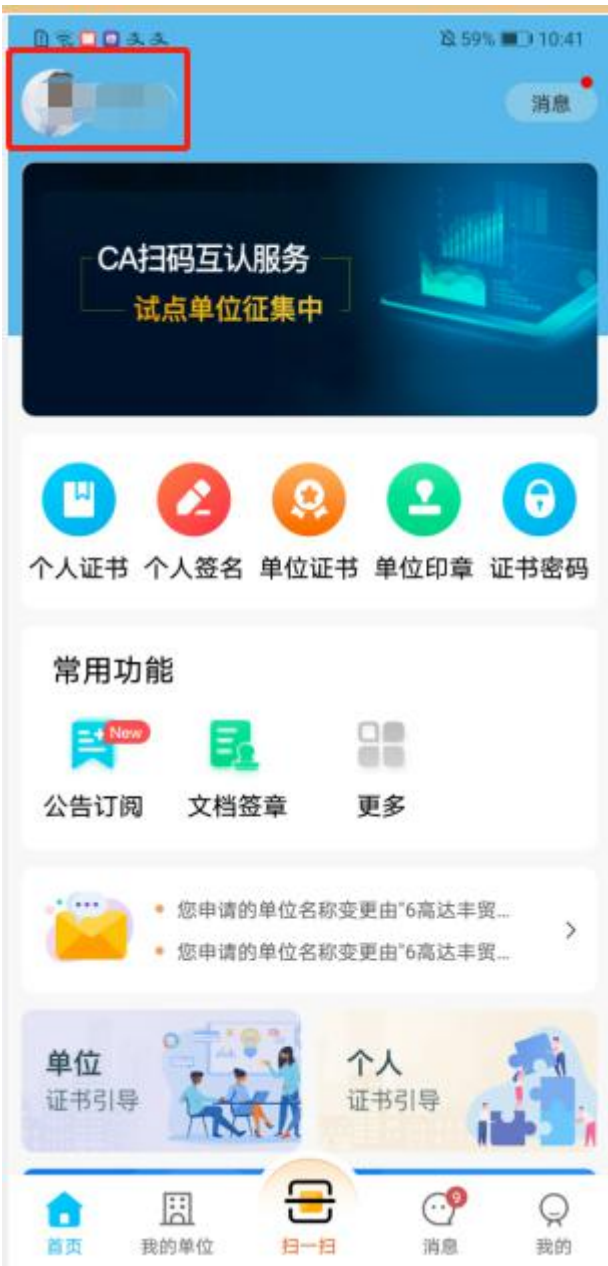 59% 10:41
消息
CA扫码互认服务
试点单位征集中
个人证书 个人签名 单位证书 单位印章 证书密码
常用功能
New
公告订阅 文档签章 更多
您申请的单位名称变更由"6高达丰贸...
您申请的单位名称变更由"6高达丰贸...
单位 个人
证书引导 证书引导
9
首页 我的单位 扫一扫 消息 我的